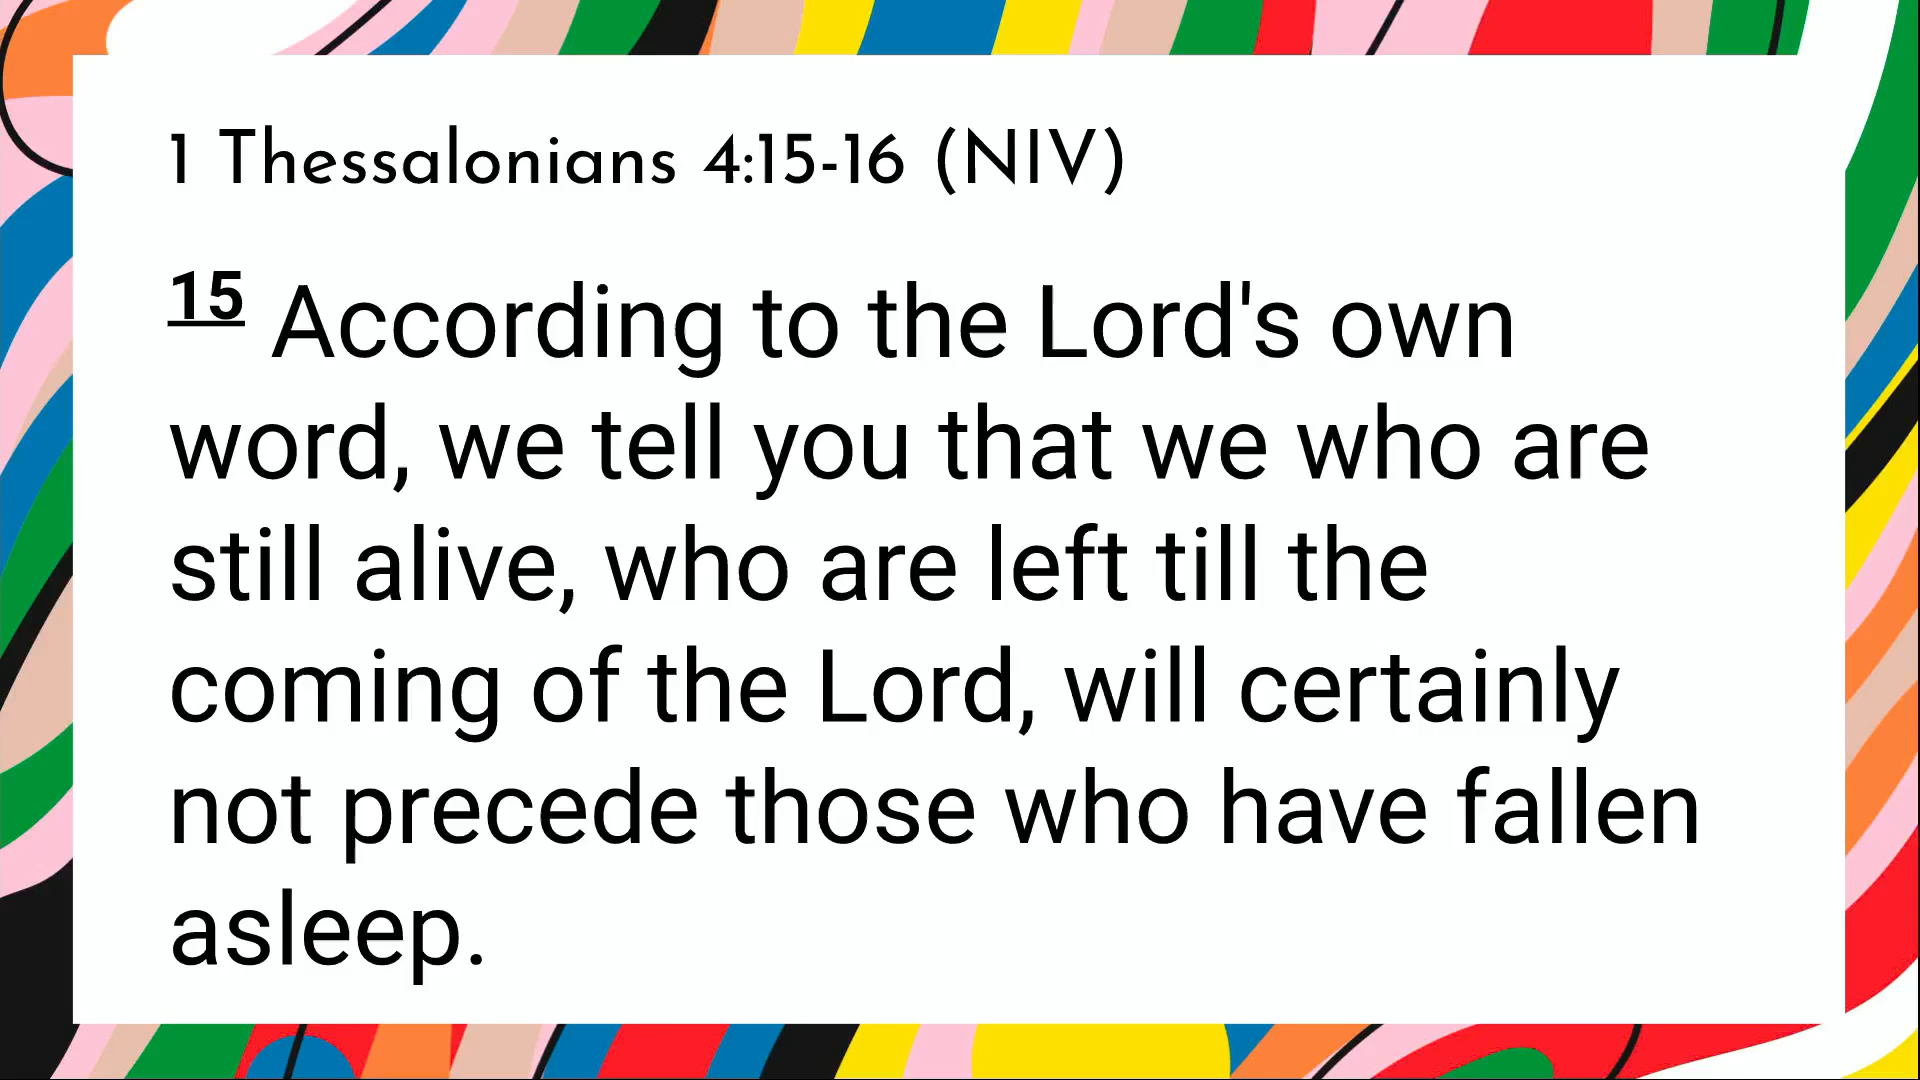 1 Thessalonians 4:15-16 (NIV)
15 According to the Lord's own
word, we tell you that we who are
still alive, who are left till the
coming of the Lord, will certainly
not precede those who have fallen
asleep.